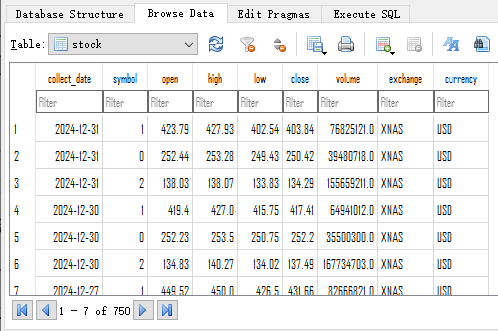 Database Structure Browse Data Edit Pragmas Execute SQL
Table: stock
collect_date symbol open high low close volume exchange currency
Filter Filter Filter Filter Filter Filter Filter Filter Filter
1 2024-12-31 1 423.79 427.93 402.54 403.84 76825121.0 XNAS USD
2 2024-12-31 0 252.44 253.28 249.43 250.42 39480718.0 XNAS USD
3 2024-12-31 2 138.03 138.07 133.83 134.29 155659211.0 XNAS USD
4 2024-12-30 1 419.4 427.0 415.75 417.41 64941012.0 XNAS USD
5 2024-12-30 0 252.23 253.5 250.75 252.2 35500300.0 XNAS USD
6 2024-12-30 2 134.83 140.27 134.02 137.49 167734703.0 XNAS USD
7 2024-12-27 1 449.52 450.0 426.5 431.66 82666821.0 XNAS USD
1 - 7 of 750